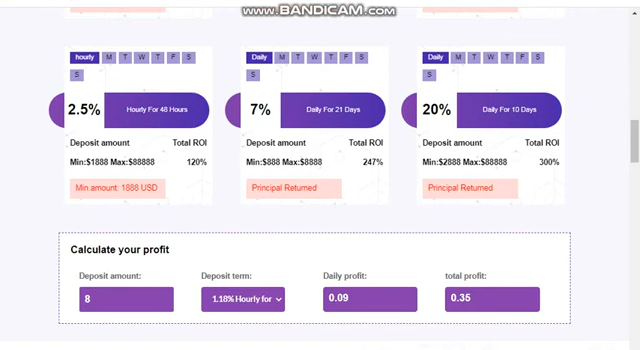 www.BANDICAM.com
hourly M T W T F S
S
2.5% Hourly For 48 Hours
Deposit amount Total ROI
Min:$1888 Max:$88888 120%
Min.amount: 1888 USD
Daily M T W T F S
S
7% Daily For 21 Days
Deposit amount Total ROI
Min:$888 Max:$8888 247%
Principal Returned
Daily M T W T F S
S
20% Daily For 10 Days
Deposit amount Total ROI
Min:$2888 Max:$88888 300%
Principal Returned
Calculate your profit
Deposit amount: Deposit term: Daily profit: total profit:
8 1.18% Hourly for 0.09 0.35